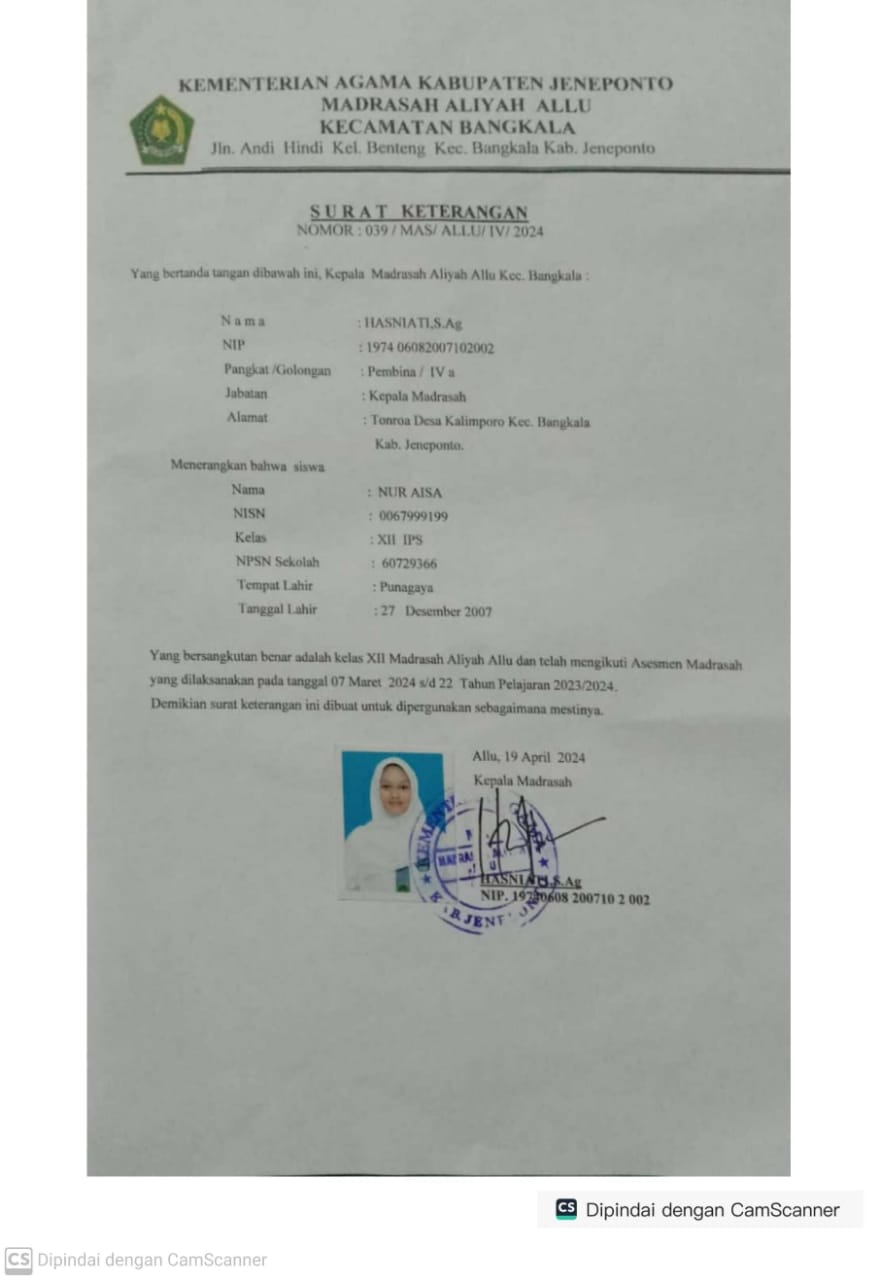 KEMENTERIAN AGAMA KABUPATEN JENEPONTO
MADRASAH ALIYAH ALLU
KECAMATAN BANGKALA
Jln. Andi Hindi Kel. Benteng Kec. Bangkala Kab. Jeneponto
SURAT KETERANGAN
NOMOR : 039 / MAS/ ALLU/ IV/ 2024
Yang bertanda tangan dibawah ini, Kepala Madrasah Aliyah Allu Kec. Bangkala :
N a m a : HASNIATI,S.Ag
NIP : 1974 06082007102002
Pangkat /Golongan : Pembina / IV a
Jabatan : Kepala Madrasah
Alamat : Tonroa Desa Kalimporo Kec. Bangkala
Kab. Jeneponto.
Menerangkan bahwa siswa
Nama : NUR AISA
NISN : 0067999199
Kelas : XII IPS
NPSN Sekolah : 60729366
Tempat Lahir : Punagaya
Tanggal Lahir : 27 Desember 2007
Yang bersangkutan benar adalah kelas XII Madrasah Aliyah Allu dan telah mengikuti Asesmen Madrasah
yang dilaksanakan pada tanggal 07 Maret 2024 s/d 22 Tahun Pelajaran 2023/2024.
Demikian surat keterangan ini dibuat untuk dipergunakan sebagaimana mestinya.
Allu, 19 April 2024
Kepala Madrasah
HASNIATI,S.Ag
NIP. 19740608 200710 2 002
CS Dipindai dengan CamScanner
CS Dipindai dengan CamScanner